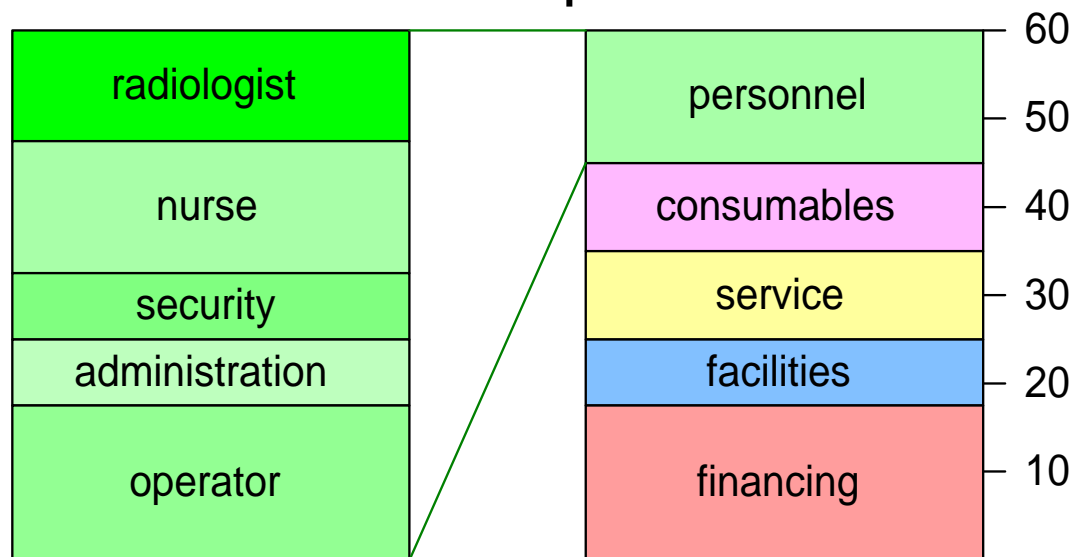 radiologist
nurse
security
administration
operator
personnel
consumables
service
facilities
financing
60
50
40
30
20
10